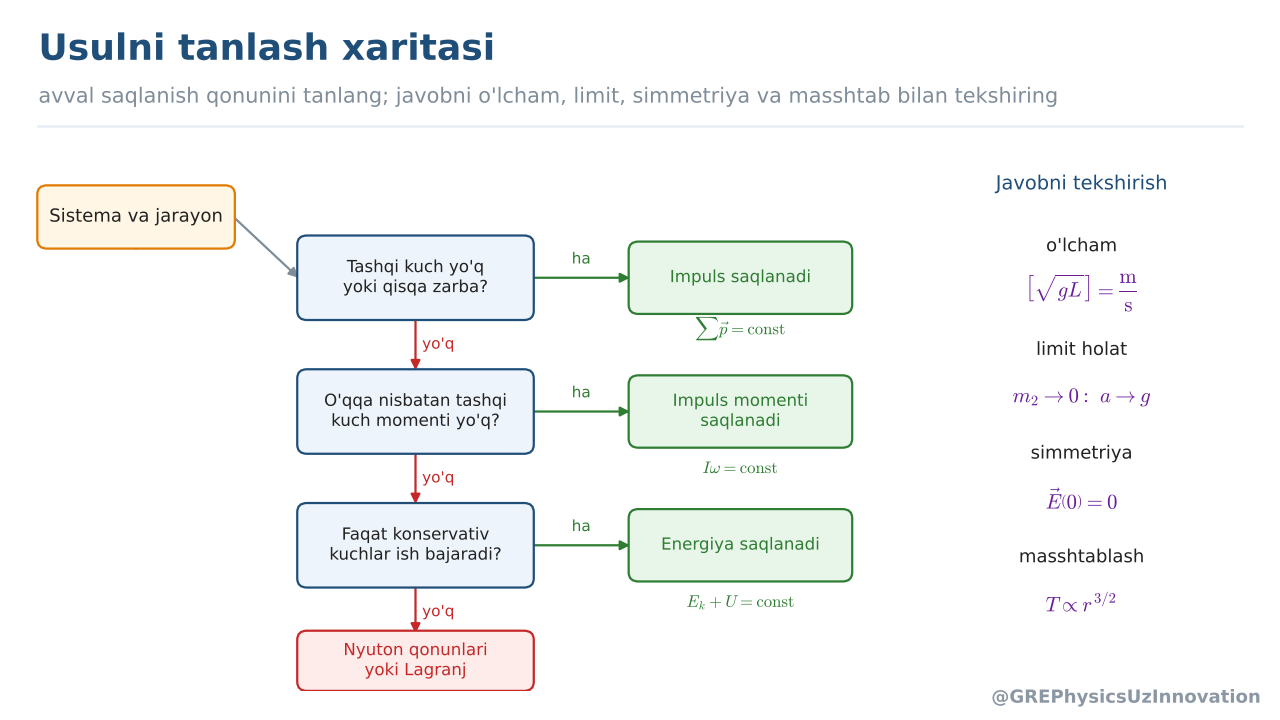 Usulni tanlash xaritasi
avval saqlanish qonunini tanlang; javobni o'lcham, limit, simmetriya va masshtab bilan tekshiring
Sistema va jarayon
Tashqi kuch yo'q
yoki qisqa zarba?
ha
Impuls saqlanadi
∑p⃗ = const
yo'q
O'qqa nisbatan tashqi
kuch momenti yo'q?
ha
Impuls momenti
saqlanadi
Iω = const
yo'q
Faqat konservativ
kuchlar ish bajaradi?
ha
Energiya saqlanadi
E_k + U = const
yo'q
Nyuton qonunlari
yoki Lagranj
Javobni tekshirish
o'lcham
[√gL] = m/s
limit holat
m₂ → 0 : a → g
simmetriya
E⃗(0) = 0
masshtablash
T ∝ r^{3/2}
@GREPhysicsUzInnovation